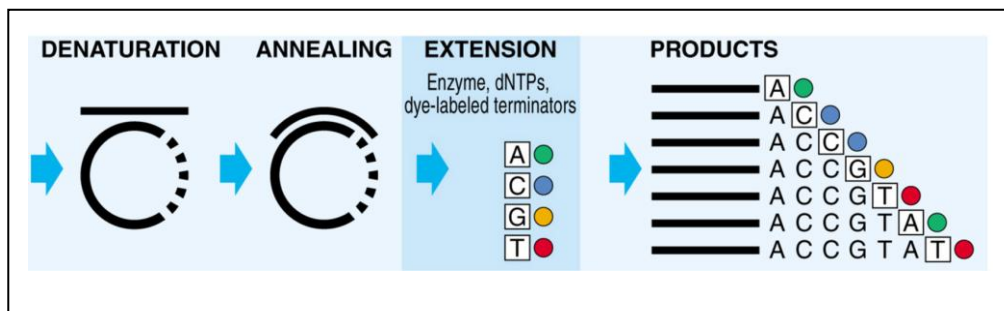 DENATURATION
ANNEALING
EXTENSION
Enzyme, dNTPs,
dye-labeled terminators
A
C
G
T
PRODUCTS
A
A C
A C C
A C C G
A C C G T
A C C G T A
A C C G T A T